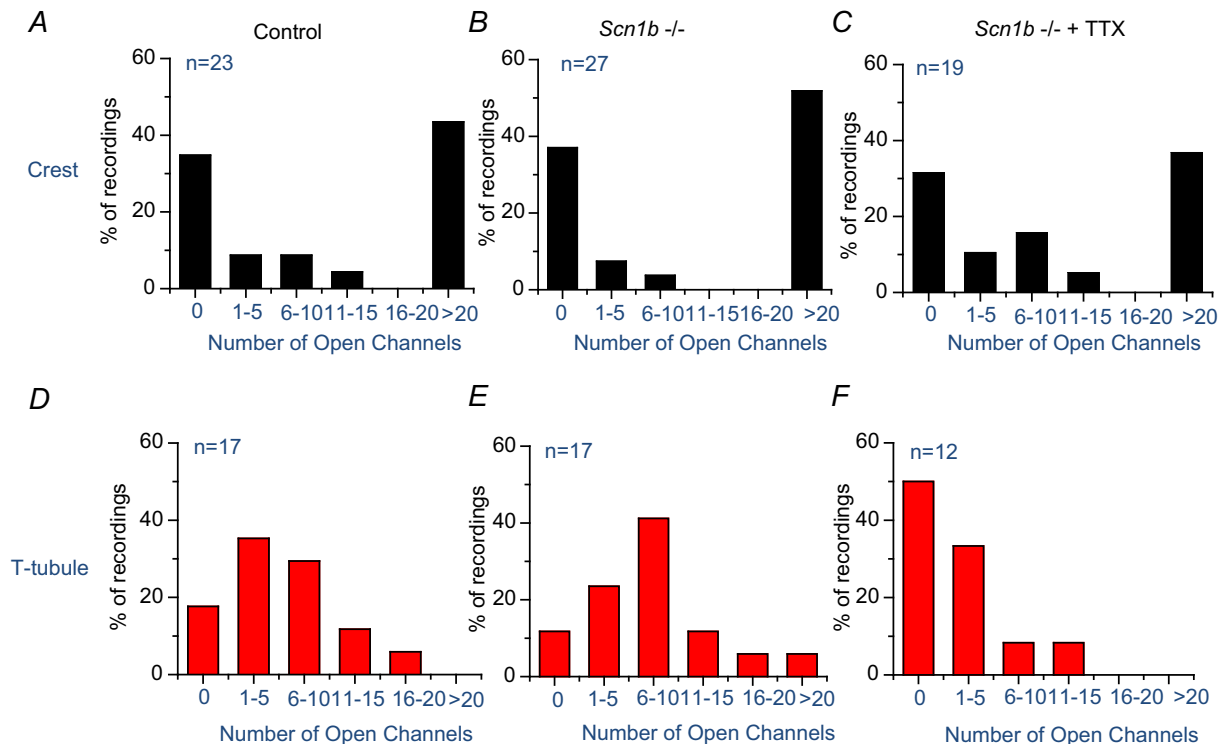 A
Control
n=23
% of recordings
60
40
20
0
0 1-5 6-10 11-15 16-20 >20
Number of Open Channels
B
Scn1b -/-
n=27
% of recordings
60
40
20
0
0 1-5 6-10 11-15 16-20 >20
Number of Open Channels
C
Scn1b -/- + TTX
n=19
% of recordings
60
40
20
0
0 1-5 6-10 11-15 16-20 >20
Number of Open Channels
Crest
D
n=17
% of recordings
60
40
20
0
0 1-5 6-10 11-15 16-20 >20
Number of Open Channels
E
n=17
% of recordings
60
40
20
0
0 1-5 6-10 11-15 16-20 >20
Number of Open Channels
F
n=12
% of recordings
60
40
20
0
0 1-5 6-10 11-15 16-20 >20
Number of Open Channels
T-tubule